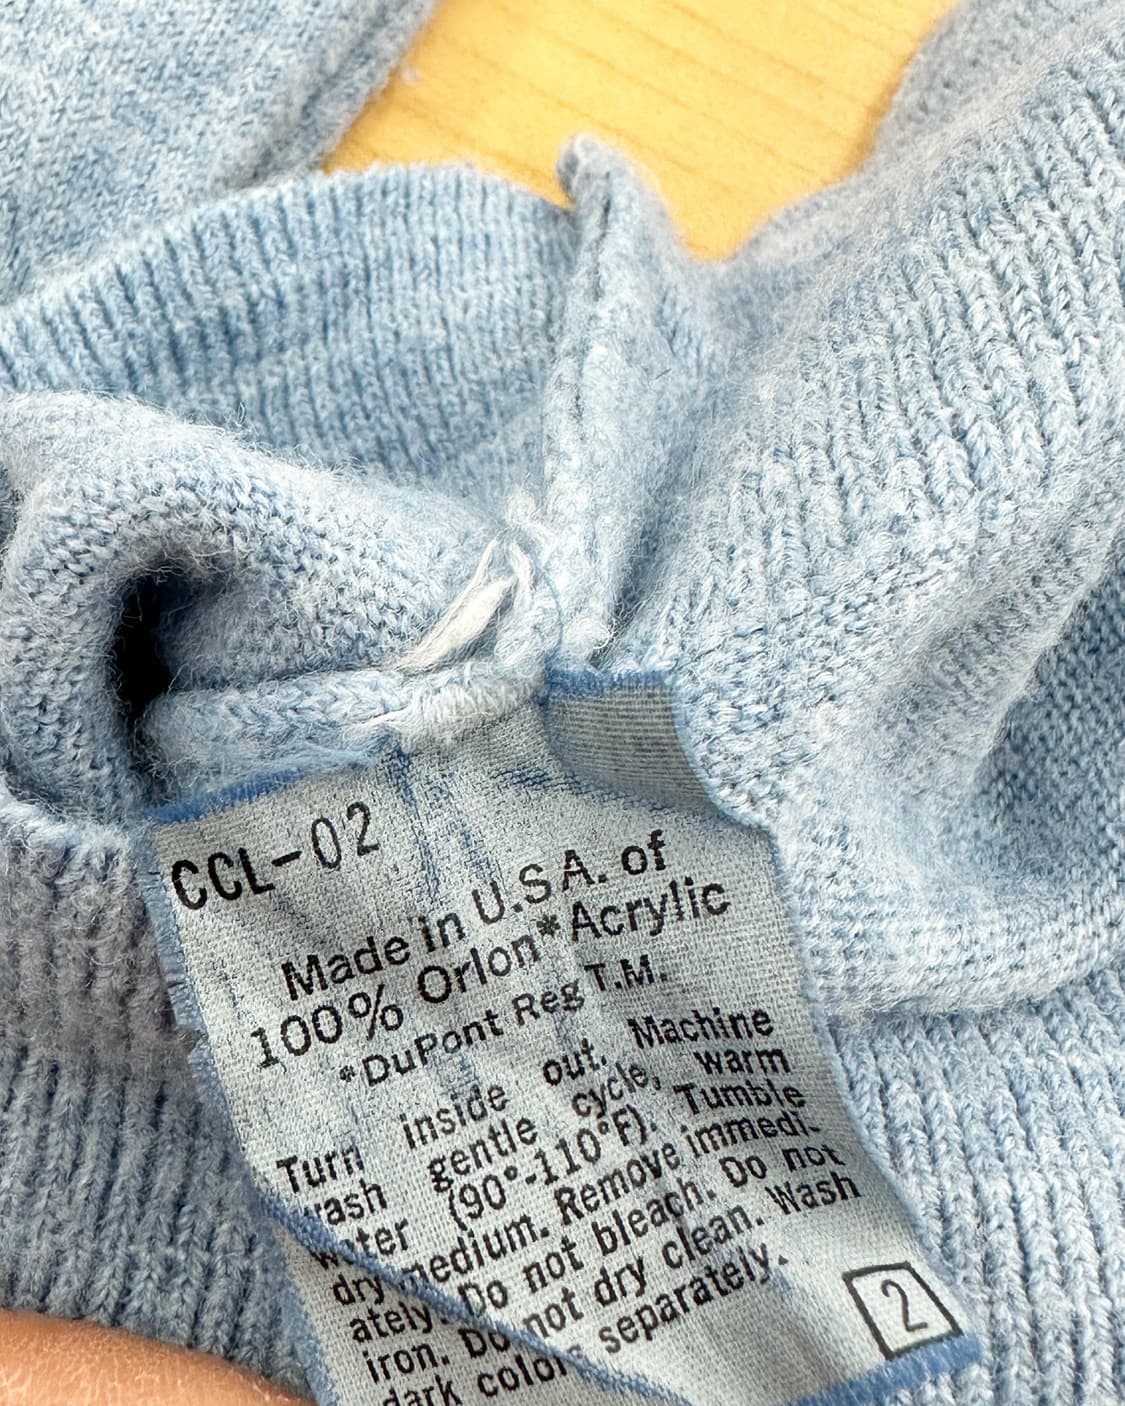 CCL-02
Made in U.S.A. of
100% Orlon* Acrylic
*DuPont Reg T.M.
Turn inside out. Machine
wash gentle cycle, warm
water (90°-110°F). Tumble
dry medium. Remove immedi-
ately. Do not bleach. Do not
iron. Do not dry clean. Wash
dark colors separately.
2